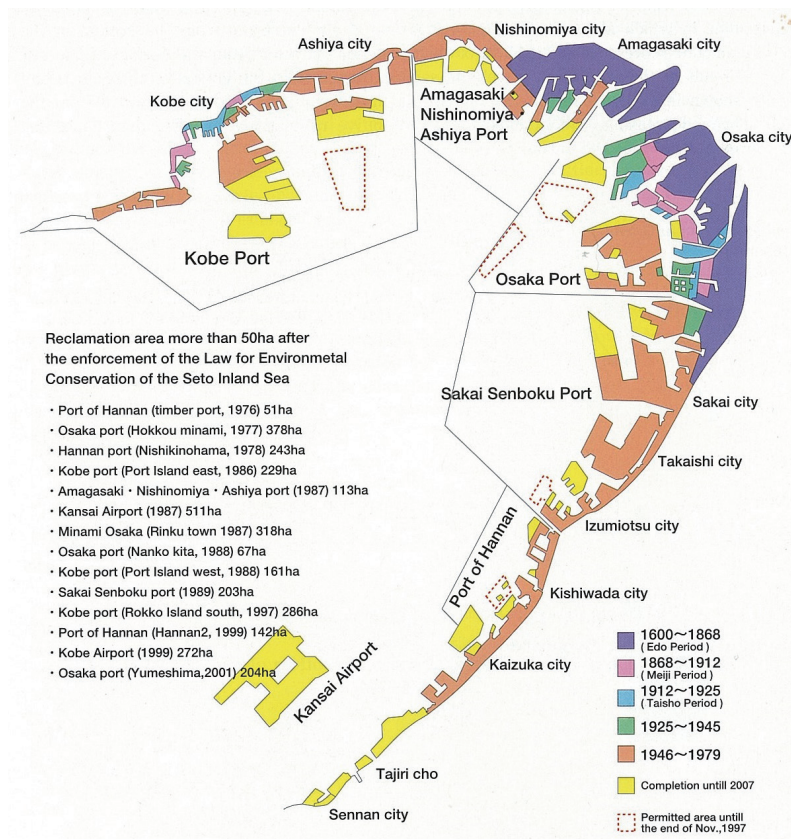 Nishinomiya city
Ashiya city
Amagasaki city
Kobe city
Amagasaki
Nishinomiya
Ashiya Port
Osaka city
Kobe Port
Osaka Port
Reclamation area more than 50ha after
the enforcement of the Law for Environmetal
Conservation of the Seto Inland Sea
・Port of Hannan (timber port, 1976) 51ha
・Osaka port (Hokkou minami, 1977) 378ha
・Hannan port (Nishikinohama, 1978) 243ha
・Kobe port (Port Island east, 1986) 229ha
・Amagasaki・Nishinomiya・Ashiya port (1987) 113ha
・Kansai Airport (1987) 511ha
・Minami Osaka (Rinku town 1987) 318ha
・Osaka port (Nanko kita, 1988) 67ha
・Kobe port (Port Island west, 1988) 161ha
・Sakai Senboku port (1989) 203ha
・Kobe port (Rokko Island south, 1997) 286ha
・Port of Hannan (Hannan2, 1999) 142ha
・Kobe Airport (1999) 272ha
・Osaka port (Yumeshima,2001) 204ha
Sakai Senboku Port
Sakai city
Takaishi city
Izumiotsu city
Port of Hannan
Kishiwada city
Kaizuka city
Kansai Airport
Tajiri cho
Sennan city
1600～1868
( Edo Period )
1868～1912
( Meiji Period )
1912～1925
( Taisho Period )
1925～1945
1946～1979
Completion untill 2007
Permitted area untill
the end of Nov.,1997